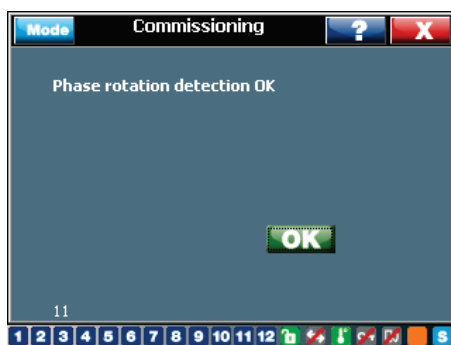 Mode Commissioning ? X
Phase rotation detection OK
OK
11
1 2 3 4 5 6 7 8 9 10 11 12 S